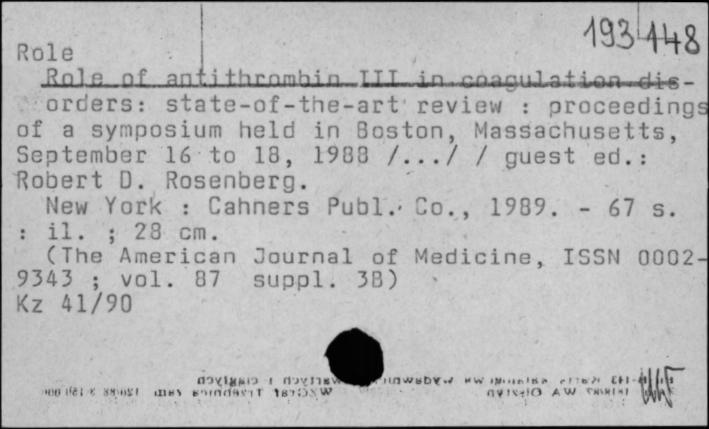 193148
Role
Role of antithrombin III in coagulation dis-
orders: state-of-the-art review : proceedings
of a symposium held in Boston, Massachusetts,
September 16 to 18, 1988 /.../ / guest ed.:
Robert D. Rosenberg.
New York : Cahners Publ. Co., 1989. - 67 s.
: il. ; 28 cm.
(The American Journal of Medicine, ISSN 0002-
9343 ; vol. 87 suppl. 3B)
Kz 41/90